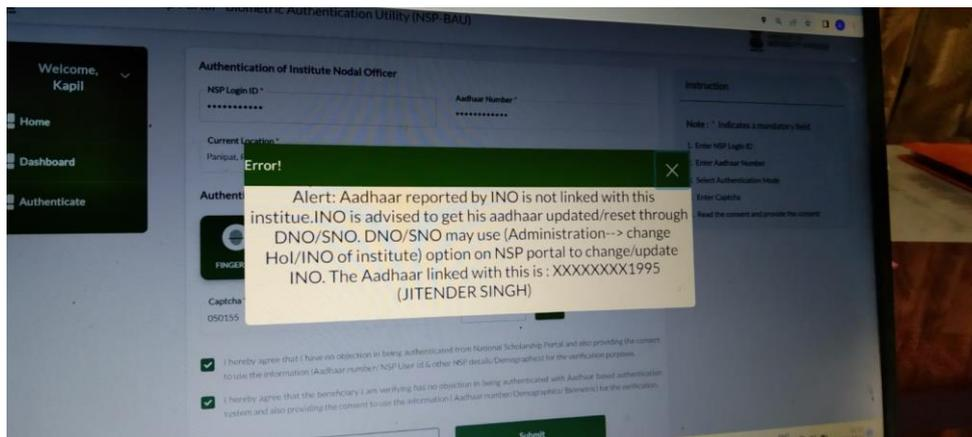 Biometric Authentication Utility (NSP-BAU)
Welcome,
Kapil
Home
Dashboard
Authenticate
Authentication of Institute Nodal Officer
NSP Login ID *
Aadhaar Number *
Current Location *
Panipat,
Error!
Alert: Aadhaar reported by INO is not linked with this
institue.INO is advised to get his aadhaar updated/reset through
DNO/SNO. DNO/SNO may use (Administration--> change
HoI/INO of institute) option on NSP portal to change/update
INO. The Aadhaar linked with this is : XXXXXXXX1995
(JITENDER SINGH)
FINGER
Captcha
050155
I hereby agree that I have no objection in being authenticated from National Scholarship Portal and also providing the consent
to use the information (Aadhaar number/ NSP User id & other NSP details/Demographics) for the verification purposes.
I hereby agree that the beneficiary I am verifying has no objection in being authenticated with Aadhaar based authentication
system and also providing the consent to use the information ( Aadhaar number/Demographics/ Biometric) for the verification.
Submit
Instruction
Note : * Indicates a mandatory field
1. Enter NSP Login ID
Enter Aadhaar Number
Select Authentication Mode
Enter Captcha
Read the consent and provide the consent